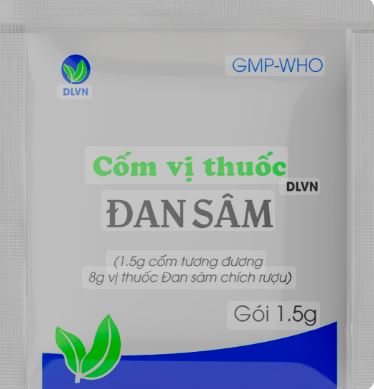 DLVN
GMP-WHO
Cốm vị thuốc
DLVN
ĐAN SÂM
(1.5g cốm tương đương
8g vị thuốc Đan sâm chích rượu)
Gói 1.5g